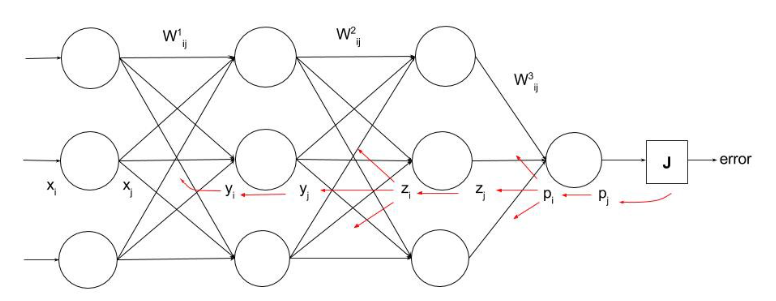 W¹ij W²ij
W³ij
J error
xi xj yi yj zi zj pi pj